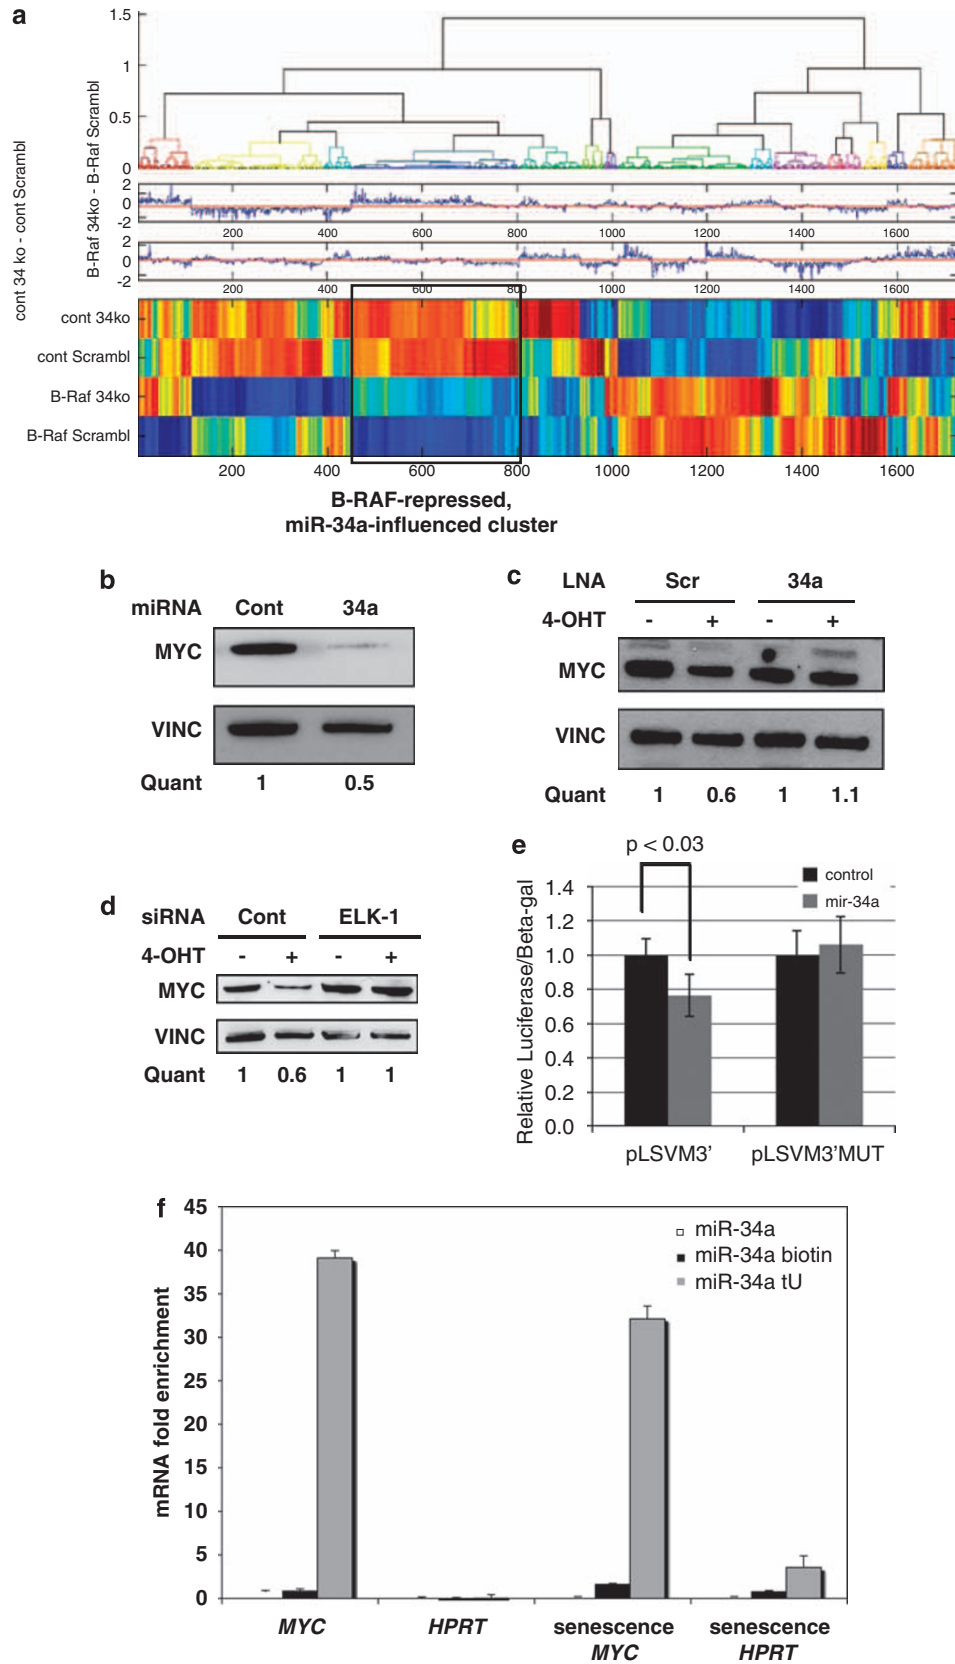 a
1.5
1
0.5
0
cont 34 ko - cont Scrambl
B-Raf 34ko - B-Raf Scrambl
2
0
-2
200 400 600 800 1000 1200 1400 1600
2
0
-2
200 400 600 800 1000 1200 1400 1600
cont 34ko
cont Scrambl
B-Raf 34ko
B-Raf Scrambl
200 400 600 800 1000 1200 1400 1600
B-RAF-repressed,
miR-34a-influenced cluster
b
miRNA Cont 34a
MYC
VINC
Quant 1 0.5
c
LNA Scr 34a
4-OHT - + - +
MYC
VINC
Quant 1 0.6 1 1.1
d
siRNA Cont ELK-1
4-OHT - + - +
MYC
VINC
Quant 1 0.6 1 1
e
p < 0.03
control
mir-34a
Relative Luciferase/Beta-gal
1.4
1.2
1.0
0.8
0.6
0.4
0.2
0.0
pLSVM3' pLSVM3'MUT
f
miR-34a
miR-34a biotin
miR-34a tU
mRNA fold enrichment
45
40
35
30
25
20
15
10
5
0
MYC HPRT senescence MYC senescence HPRT